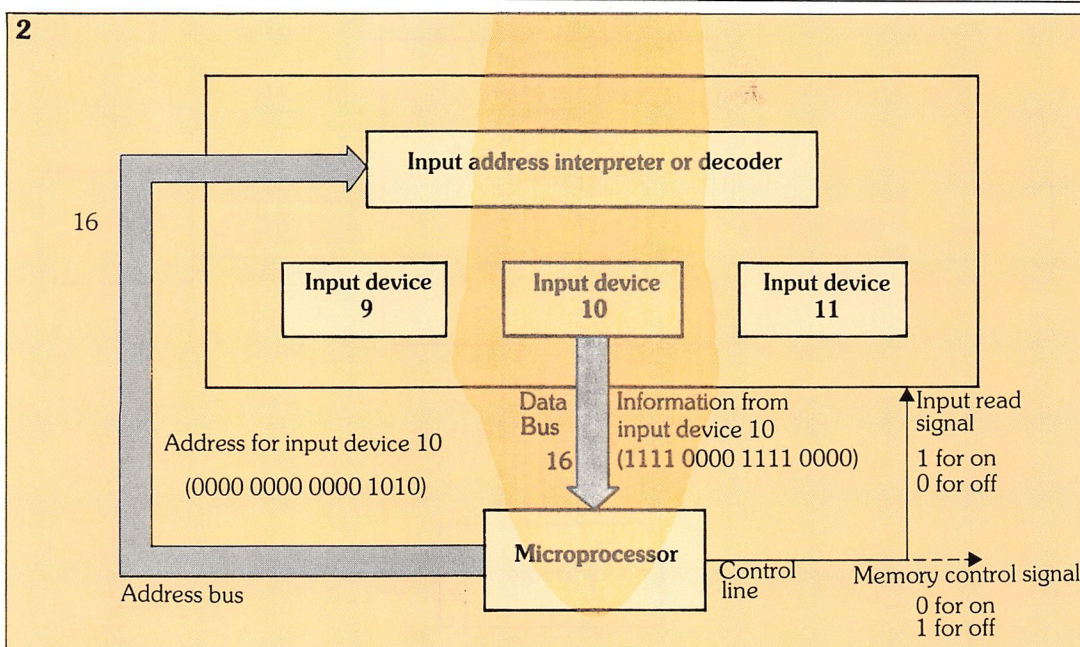 2
Input address interpreter or decoder
16
Input device
9
Input device
10
Input device
11
Data
Bus
16
Information from
input device 10
(1111 0000 1111 0000)
Input read
signal
1 for on
0 for off
Address for input device 10
(0000 0000 0000 1010)
Microprocessor
Control
line
Memory control signal
0 for on
1 for off
Address bus